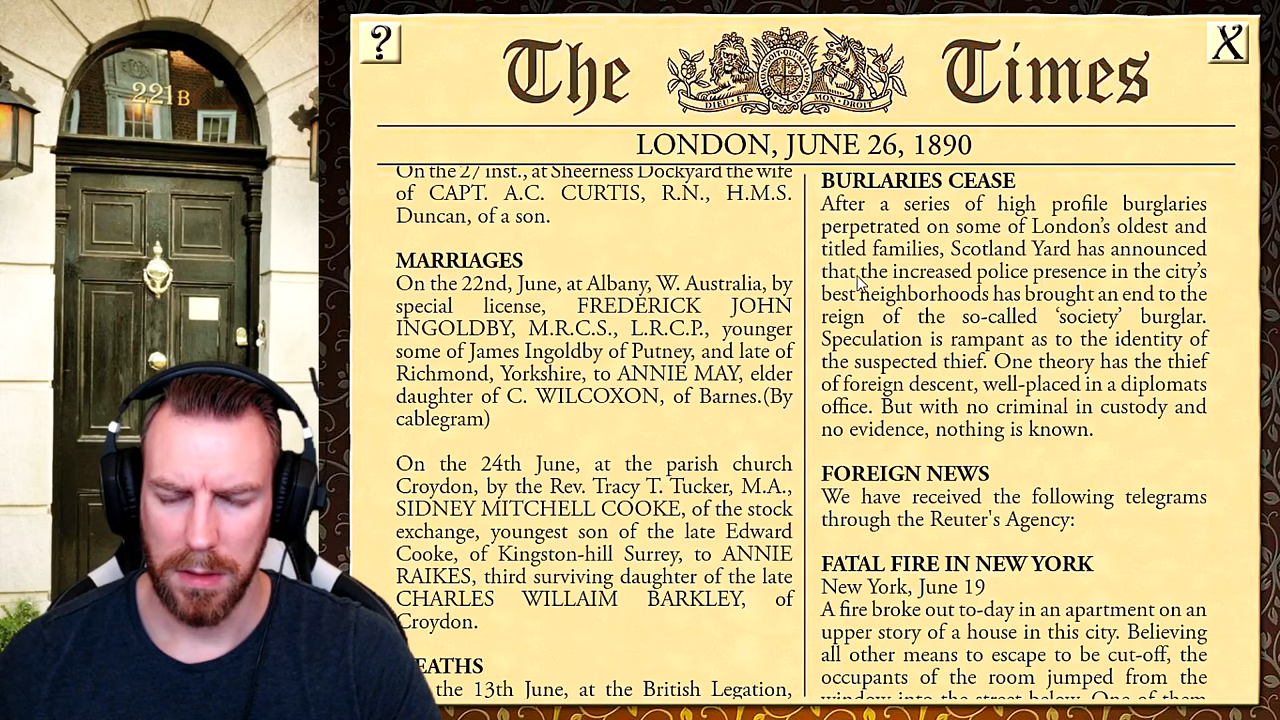 221B
?
The Times
X
DIEU · ET · MON · DROIT
LONDON, JUNE 26, 1890
On the 27 inst., at Sheerness Dockyard the wife
of CAPT. A.C. CURTIS, R.N., H.M.S.
Duncan, of a son.
MARRIAGES
On the 22nd, June, at Albany, W. Australia, by
special license, FREDERICK JOHN
INGOLDBY, M.R.C.S., L.R.C.P., younger
some of James Ingoldby of Putney, and late of
Richmond, Yorkshire, to ANNIE MAY, elder
daughter of C. WILCOXON, of Barnes.(By
cablegram)
On the 24th June, at the parish church
Croydon, by the Rev. Tracy T. Tucker, M.A.,
SIDNEY MITCHELL COOKE, of the stock
exchange, youngest son of the late Edward
Cooke, of Kingston-hill Surrey, to ANNIE
RAIKES, third surviving daughter of the late
CHARLES WILLAIM BARKLEY, of
Croydon.
EATHS
the 13th June, at the British Legation,
BURLARIES CEASE
After a series of high profile burglaries
perpetrated on some of London's oldest and
titled families, Scotland Yard has announced
that the increased police presence in the city's
best neighborhoods has brought an end to the
reign of the so-called 'society' burglar.
Speculation is rampant as to the identity of
the suspected thief. One theory has the thief
of foreign descent, well-placed in a diplomats
office. But with no criminal in custody and
no evidence, nothing is known.
FOREIGN NEWS
We have received the following telegrams
through the Reuter's Agency:
FATAL FIRE IN NEW YORK
New York, June 19
A fire broke out to-day in an apartment on an
upper story of a house in this city. Believing
all other means to escape to be cut-off, the
occupants of the room jumped from the
window into the street below. One of them